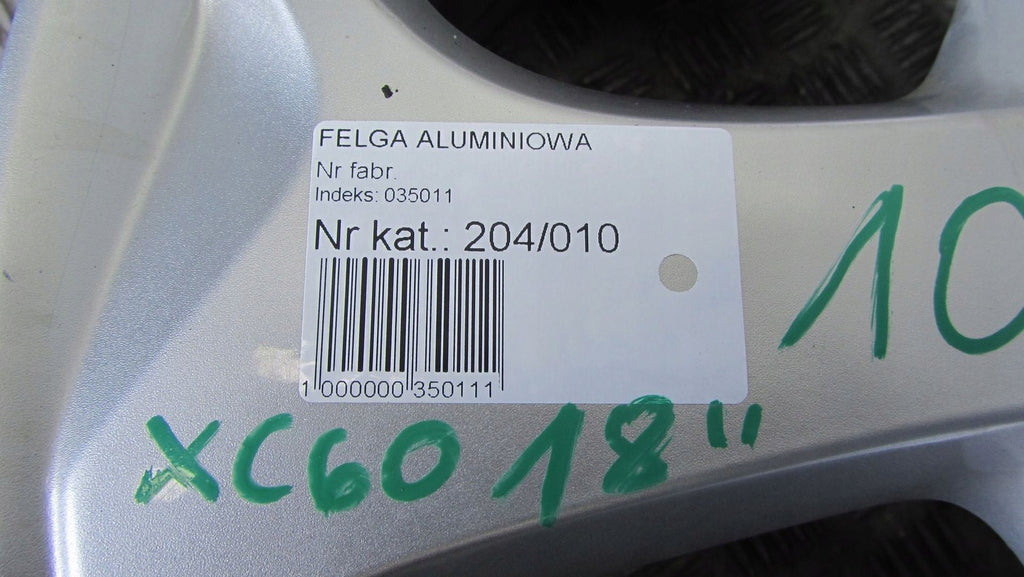 FELGA ALUMINIOWA
Nr fabr.
Indeks: 035011
Nr kat.: 204/010
1 000000 350111
10
XC60 18"